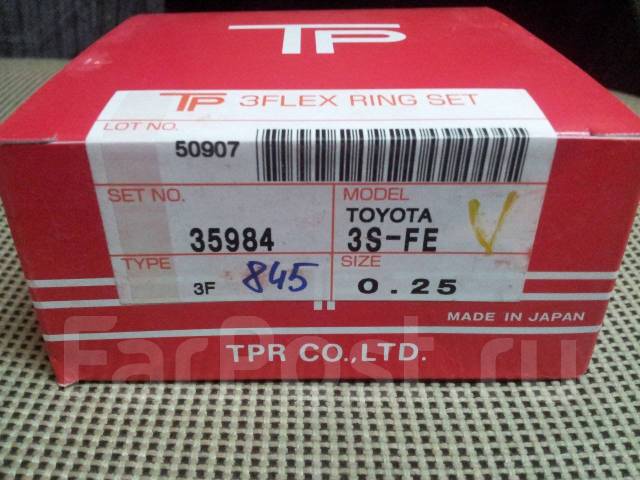 TP
TP 3FLEX RING SET
LOT NO.
50907
SET NO.
35984
MODEL
TOYOTA
3S-FE
V
TYPE
3F
845
SIZE
0.25
MADE IN JAPAN
TPR CO.,LTD.
FarPost.ru